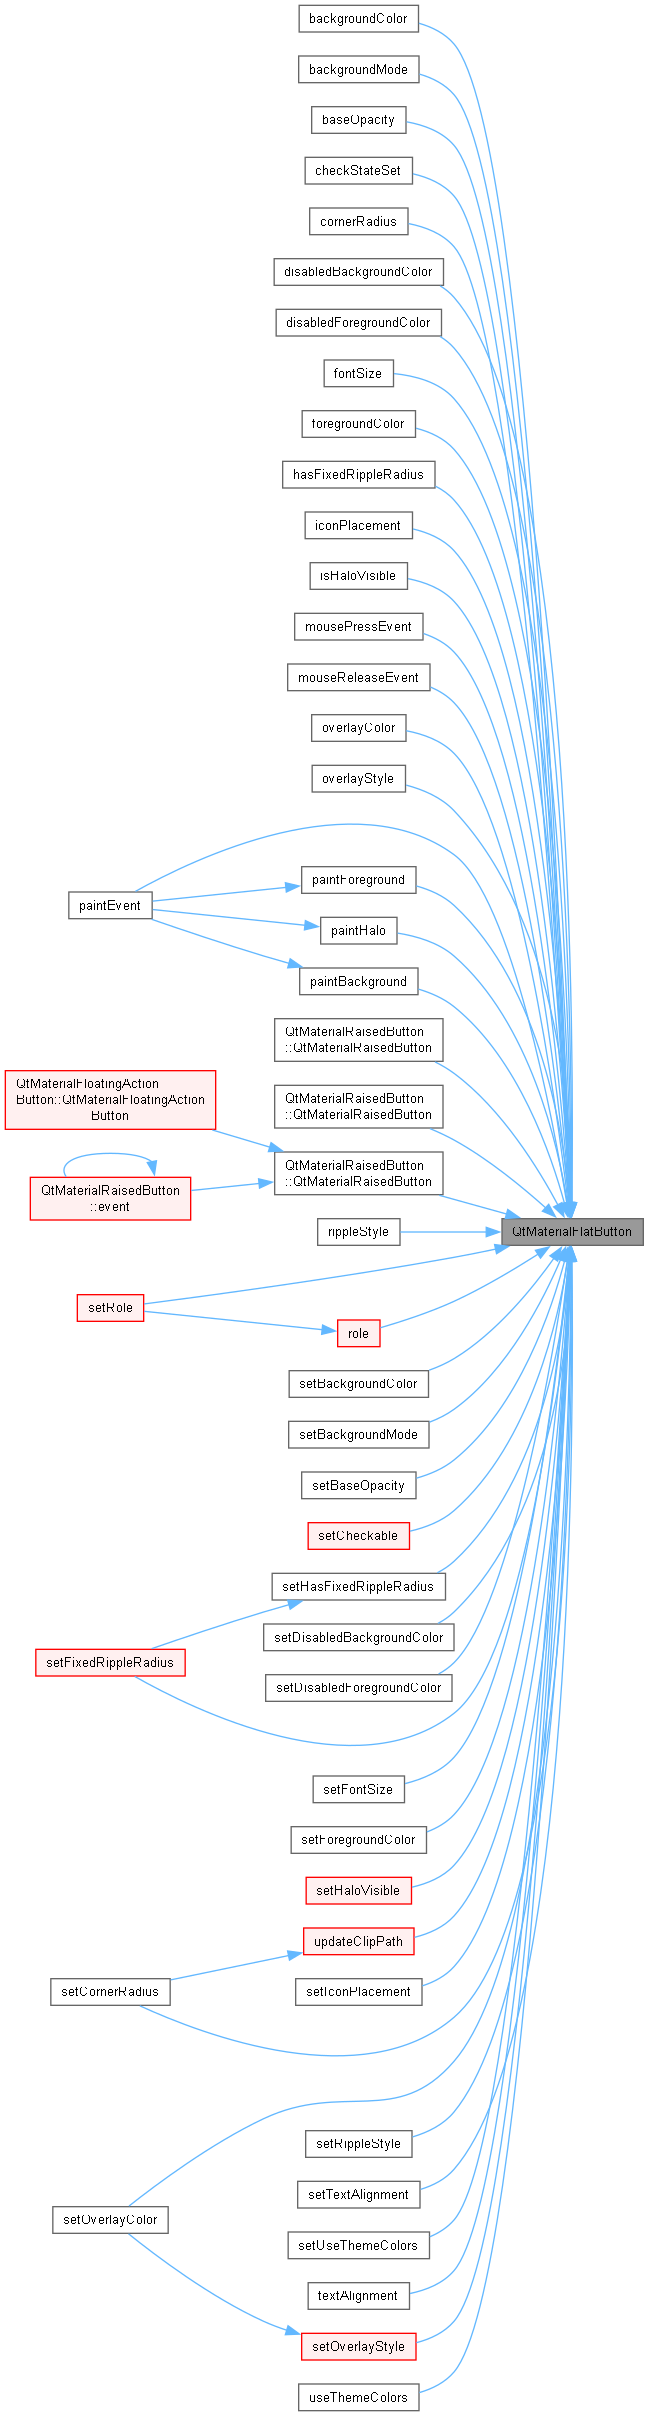 backgroundColor
backgroundMode
baseOpacity
checkStateSet
cornerRadius
disabledBackgroundColor
disabledForegroundColor
fontSize
foregroundColor
hasFixedRippleRadius
iconPlacement
isHaloVisible
mousePressEvent
mouseReleaseEvent
overlayColor
overlayStyle
paintForeground
paintEvent
paintHalo
paintBackground
QtMaterialRaisedButton
::QtMaterialRaisedButton
QtMaterialFloatingAction
Button::QtMaterialFloatingAction
Button
QtMaterialRaisedButton
::QtMaterialRaisedButton
QtMaterialRaisedButton
::QtMaterialRaisedButton
QtMaterialRaisedButton
::event
rippleStyle
QtMaterialFlatButton
setRole
role
setBackgroundColor
setBackgroundMode
setBaseOpacity
setCheckable
setHasFixedRippleRadius
setDisabledBackgroundColor
setFixedRippleRadius
setDisabledForegroundColor
setFontSize
setForegroundColor
setHaloVisible
updateClipPath
setCornerRadius
setIconPlacement
setRippleStyle
setTextAlignment
setOverlayColor
setUseThemeColors
textAlignment
setOverlayStyle
useThemeColors